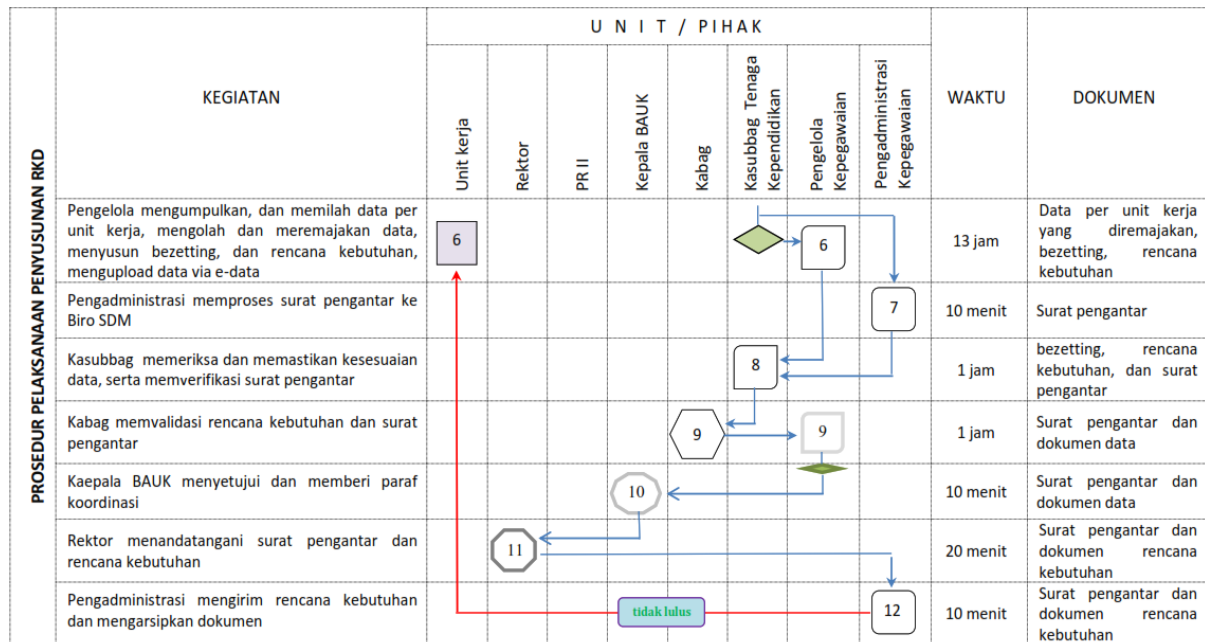 PROSEDUR PELAKSANAAN PENYUSUNAN RKD
KEGIATAN
U N I T / PIHAK
Unit kerja
Rektor
PR II
Kepala BAUK
Kabag
Kasubbag Tenaga
Kependidikan
Pengelola
Kepegawaian
Pengadministrasi
Kepegawaian
WAKTU
DOKUMEN
Pengelola mengumpulkan, dan memilah data per
unit kerja, mengolah dan meremajakan data,
menyusun bezetting, dan rencana kebutuhan,
mengupload data via e-data
6
6
13 jam
Data per unit kerja
yang diremajakan,
bezetting, rencana
kebutuhan
Pengadministrasi memproses surat pengantar ke
Biro SDM
7
10 menit
Surat pengantar
Kasubbag memeriksa dan memastikan kesesuaian
data, serta memverifikasi surat pengantar
8
1 jam
bezetting, rencana
kebutuhan, dan surat
pengantar
Kabag memvalidasi rencana kebutuhan dan surat
pengantar
9
9
1 jam
Surat pengantar dan
dokumen data
Kaepala BAUK menyetujui dan memberi paraf
koordinasi
10
10 menit
Surat pengantar dan
dokumen data
Rektor menandatangani surat pengantar dan
rencana kebutuhan
11
20 menit
Surat pengantar dan
dokumen rencana
kebutuhan
Pengadministrasi mengirim rencana kebutuhan
dan mengarsipkan dokumen
tidak lulus
12
10 menit
Surat pengantar dan
dokumen rencana
kebutuhan